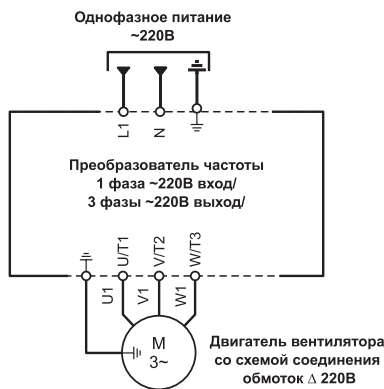 Однофазное питание
~220В
L1
N
Преобразователь частоты
1 фаза ~220В вход/
3 фазы ~220В выход/
U/T1
V/T2
W/T3
U1
V1
W1
M
3~
Двигатель вентилятора
со схемой соединения
обмоток Δ 220В